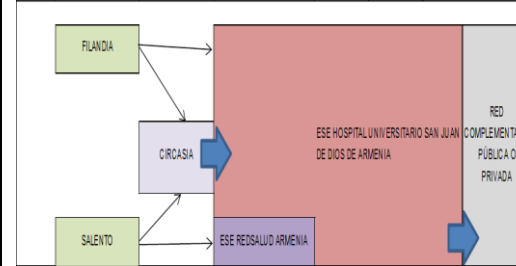 FILANDIA
CIRCASIA
SALENTO
ESE HOSPITAL UNIVERSITARIO SAN JUAN
DE DIOS DE ARMENIA
ESE REDSALUD ARMENIA
RED
COMPLEMENTA
PÚBLICA O
PRIVADA